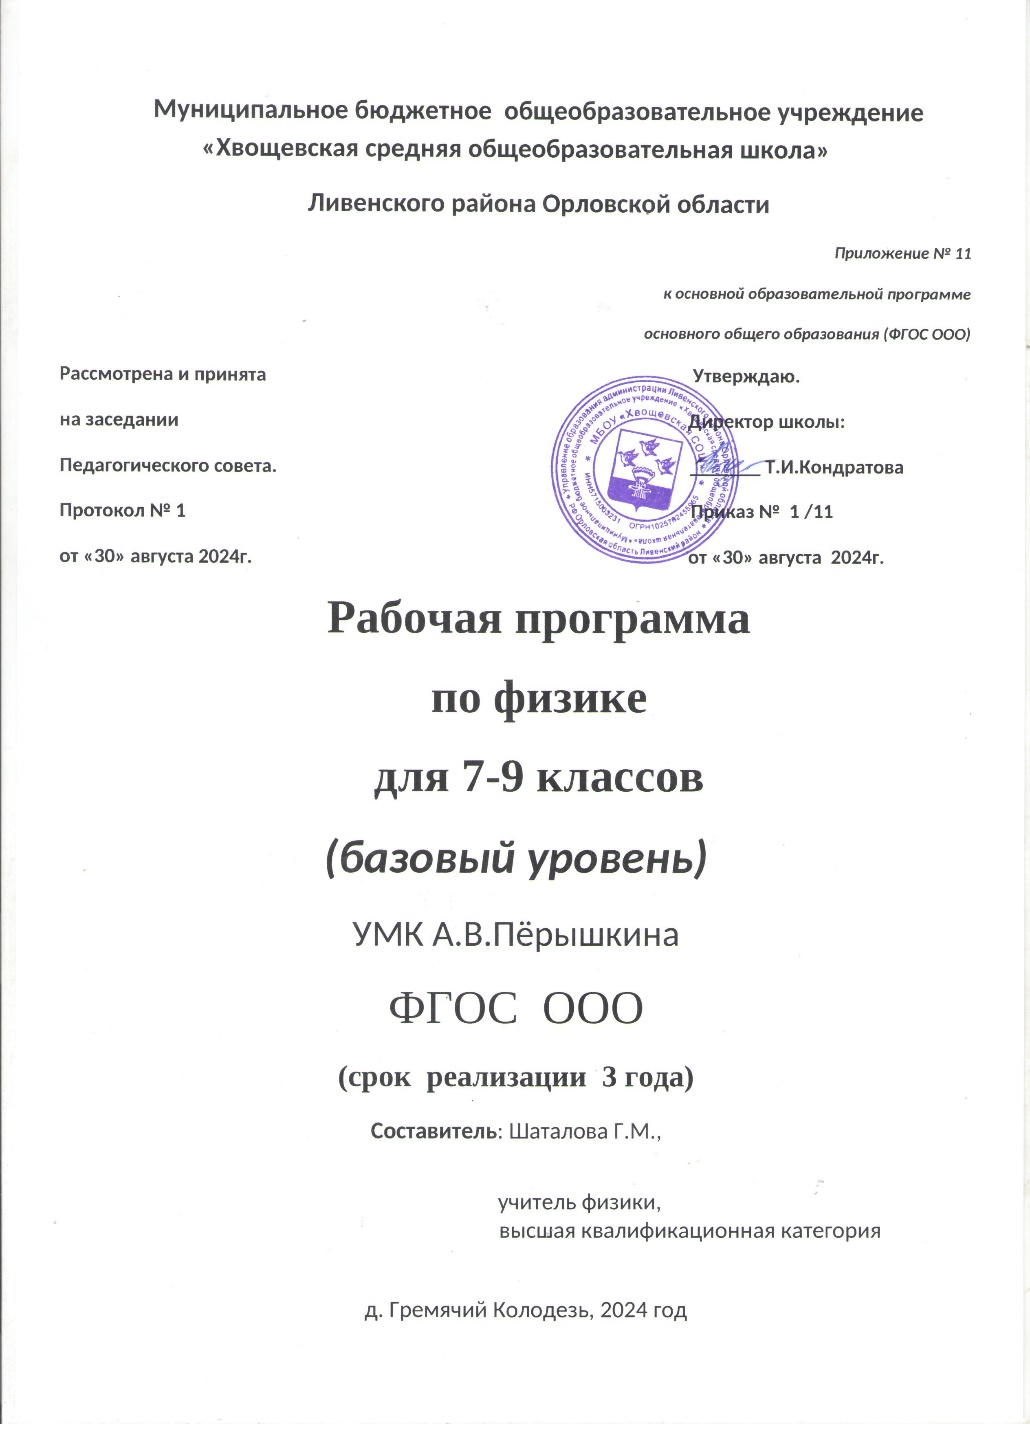 Муниципальное бюджетное общеобразовательное учреждение
«Хвощевская средняя общеобразовательная школа»
Ливенского района Орловской области
Приложение № 11
к основной образовательной программе
основного общего образования (ФГОС ООО)
Рассмотрена и принята
Утверждаю.
на заседании
Директор школы:
Педагогического совета.
_______ Т.И.Кондратова
Протокол № 1
Приказ № 1 /11
от «30» августа 2024г.
от «30» августа 2024г.
МБОУ «Хвощевская СОШ»
Рабочая программа
по физике
для 7-9 классов
(базовый уровень)
УМК А.В.Пёрышкина
ФГОС ООО
(срок реализации 3 года)
Составитель: Шаталова Г.М.,
учитель физики,
высшая квалификационная категория
д. Гремячий Колодезь, 2024 год